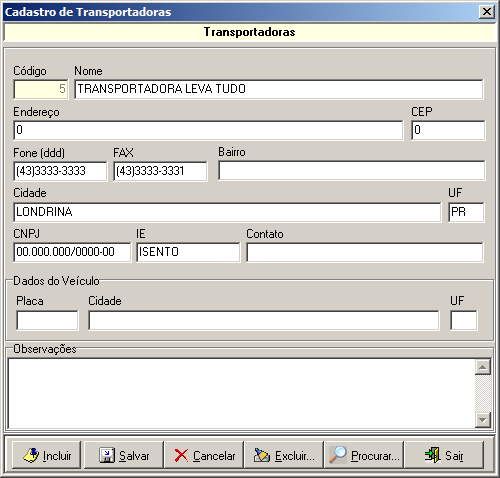 Cadastro de Transportadoras
Transportadoras
Código Nome
5 TRANSPORTADORA LEVA TUDO
Endereço CEP
0 0
Fone (ddd) FAX Bairro
(43)3333-3333 (43)3333-3331
Cidade UF
LONDRINA PR
CNPJ IE Contato
00.000.000/0000-00 ISENTO
Dados do Veículo
Placa Cidade UF
Observações
Incluir Salvar Cancelar Excluir... Procurar... Sair